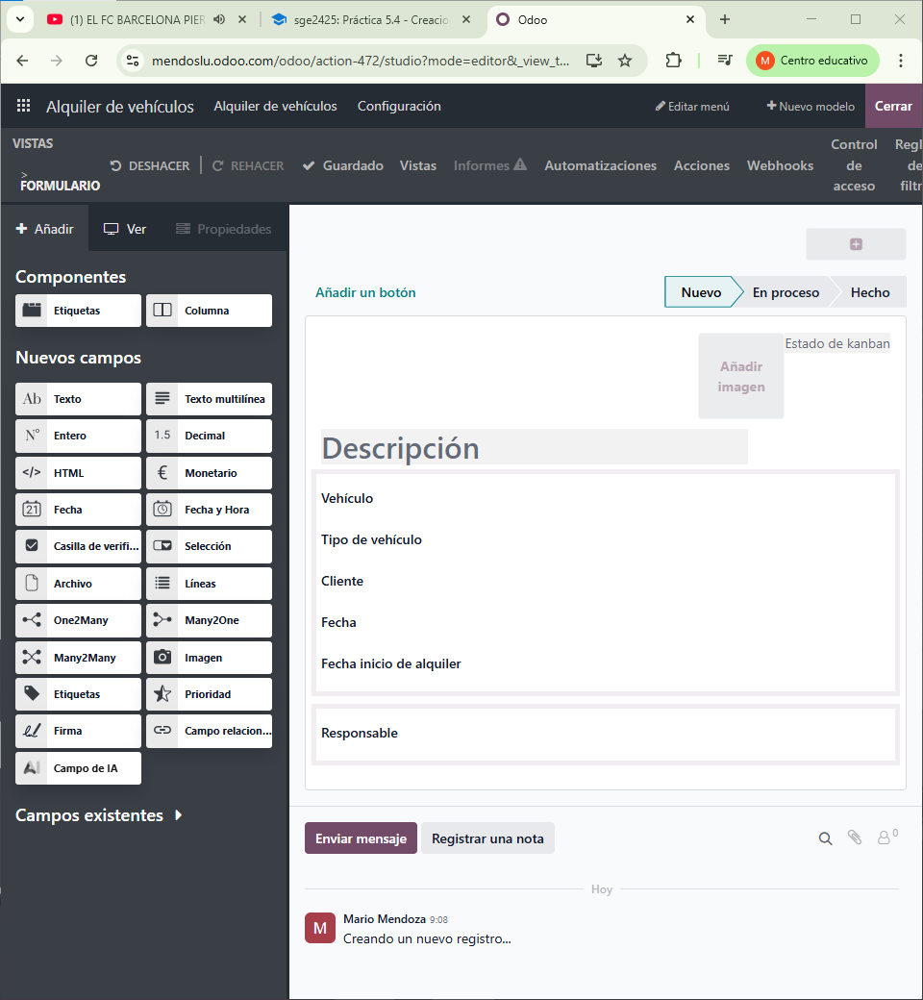 (1) EL FC BARCELONA PIER
sge2425: Práctica 5.4 - Creacio
Odoo
mendoslu.odoo.com/odoo/action-472/studio?mode=editor&_view_t...
M
Centro educativo
Alquiler de vehículos
Alquiler de vehículos
Configuración
Editar menú
Nuevo modelo
Cerrar
VISTAS
> FORMULARIO
DESHACER
REHACER
Guardado
Vistas
Informes
Automatizaciones
Acciones
Webhooks
Control de acceso
Regl de filtr
Añadir
Ver
Propiedades
Componentes
Etiquetas
Columna
Nuevos campos
Ab Texto
Texto multilínea
N° Entero
1.5 Decimal
</> HTML
€ Monetario
21 Fecha
Fecha y Hora
Casilla de verifi...
Selección
Archivo
Líneas
One2Many
Many2One
Many2Many
Imagen
Etiquetas
Prioridad
Firma
Campo relacion...
AI Campo de IA
Campos existentes
Añadir un botón
Nuevo
En proceso
Hecho
Añadir imagen
Estado de kanban
Descripción
Vehículo
Tipo de vehículo
Cliente
Fecha
Fecha inicio de alquiler
Responsable
Enviar mensaje
Registrar una nota
0
Hoy
M
Mario Mendoza 9:08
Creando un nuevo registro...